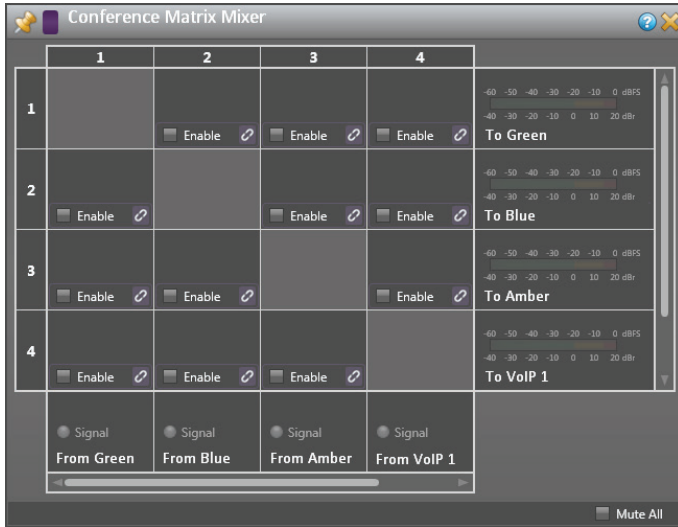 Conference Matrix Mixer
1 2 3 4
1
Enable Enable Enable
-60 -50 -40 -30 -20 -10 0 dBFS
-40 -30 -20 -10 0 10 20 dBr
To Green
2
Enable Enable Enable
-60 -50 -40 -30 -20 -10 0 dBFS
-40 -30 -20 -10 0 10 20 dBr
To Blue
3
Enable Enable Enable
-60 -50 -40 -30 -20 -10 0 dBFS
-40 -30 -20 -10 0 10 20 dBr
To Amber
4
Enable Enable Enable
-60 -50 -40 -30 -20 -10 0 dBFS
-40 -30 -20 -10 0 10 20 dBr
To VoIP 1
Signal Signal Signal Signal
From Green From Blue From Amber From VoIP 1
Mute All